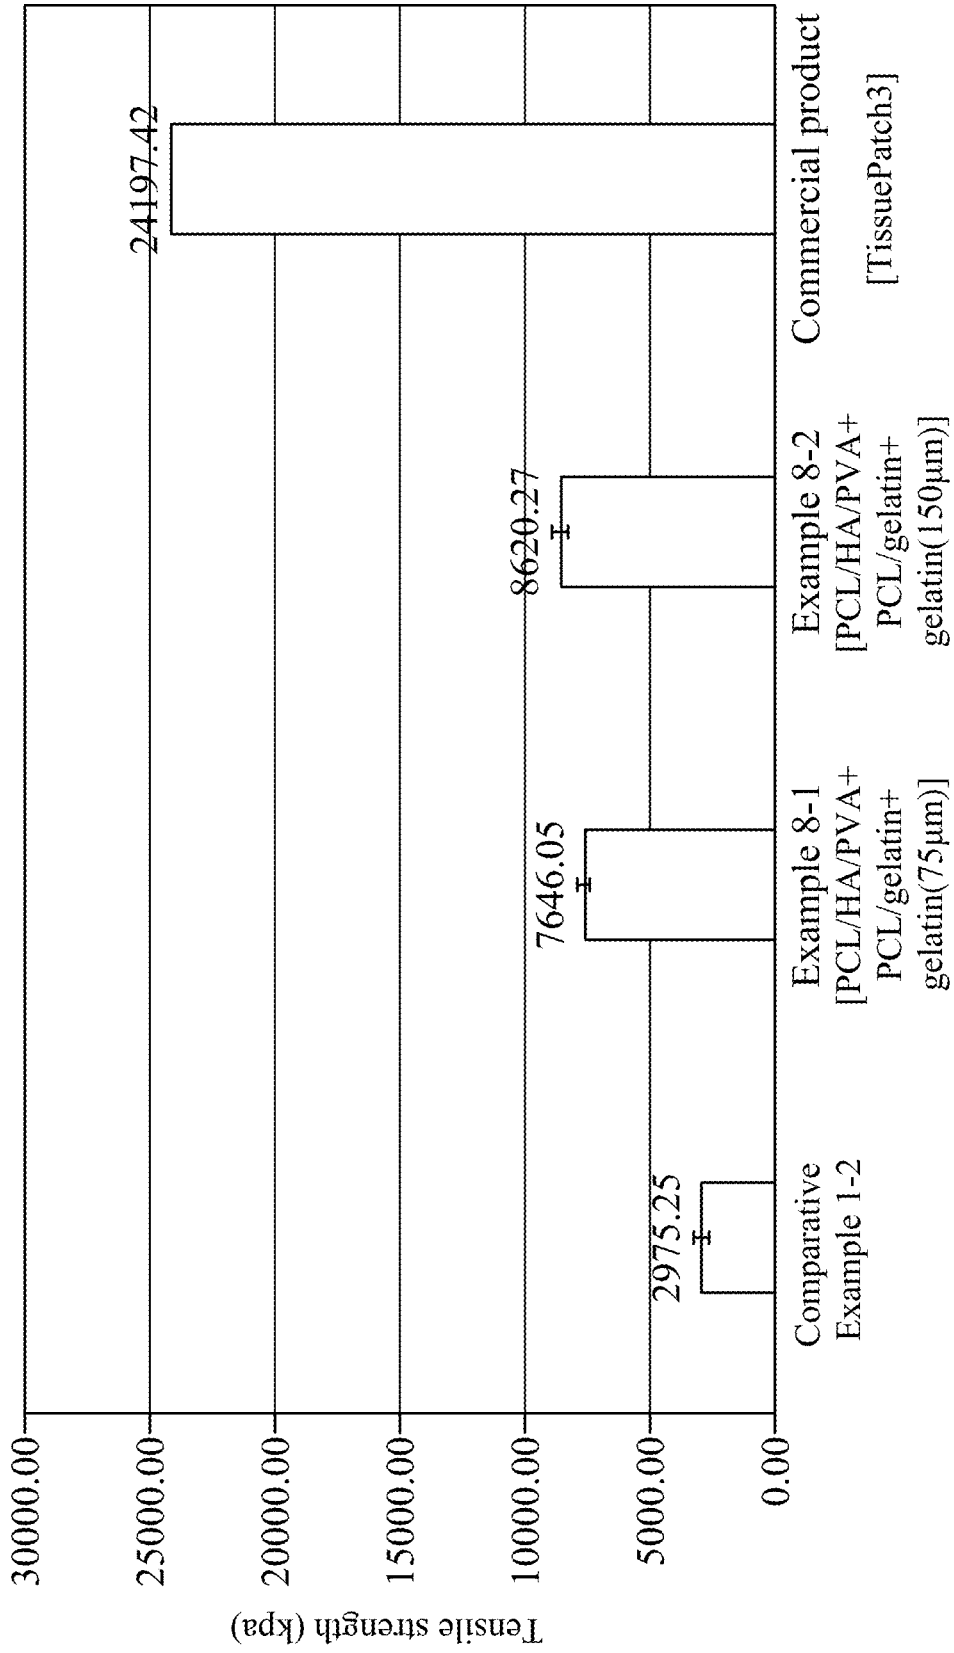 Tensile strength (kpa)
30000.00
25000.00
20000.00
15000.00
10000.00
5000.00
0.00
2975.25
7646.05
8620.27
24197.42
Comparative
Example 1-2
Example 8-1
[PCL/HA/PVA+
PCL/gelatin+
gelatin(75μm)]
Example 8-2
[PCL/HA/PVA+
PCL/gelatin+
gelatin(150μm)]
Commercial product
[TissuePatch3]